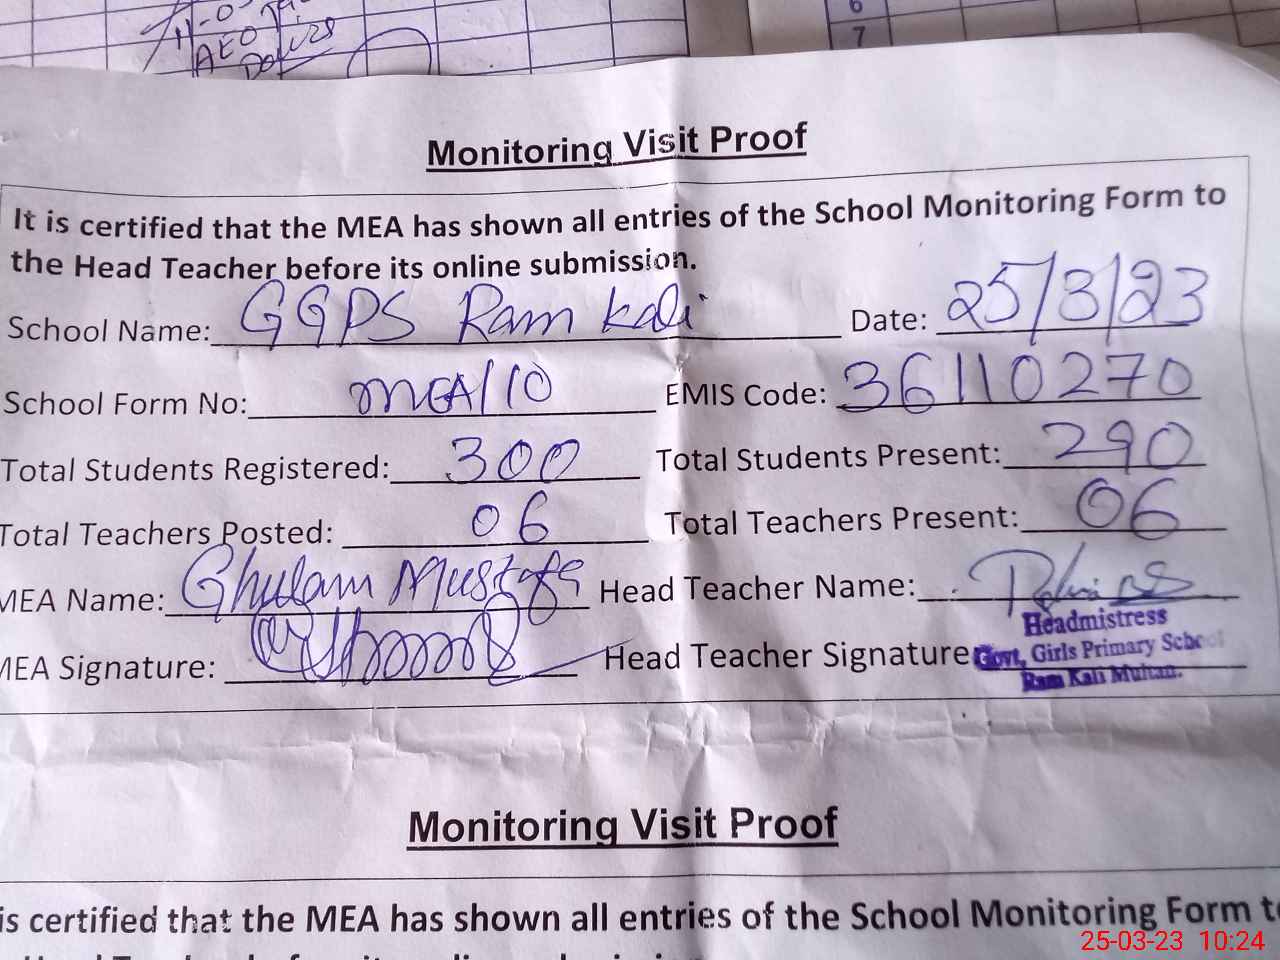 6
7
11-0
AEO
Monitoring Visit Proof
It is certified that the MEA has shown all entries of the School Monitoring Form to
the Head Teacher before its online submission.
School Name: GGPS Ram kali Date: 25/3/23
School Form No: MEA/10 EMIS Code: 36110270
Total Students Registered: 300 Total Students Present: 290
Total Teachers Posted: 06 Total Teachers Present: 06
MEA Name: Ghulam Mustafa Head Teacher Name:
MEA Signature: Head Teacher Signature
Headmistress
Govt, Girls Primary School
Ram Kali Multan.
Monitoring Visit Proof
is certified that the MEA has shown all entries of the School Monitoring Form to
25-03-23 10:24